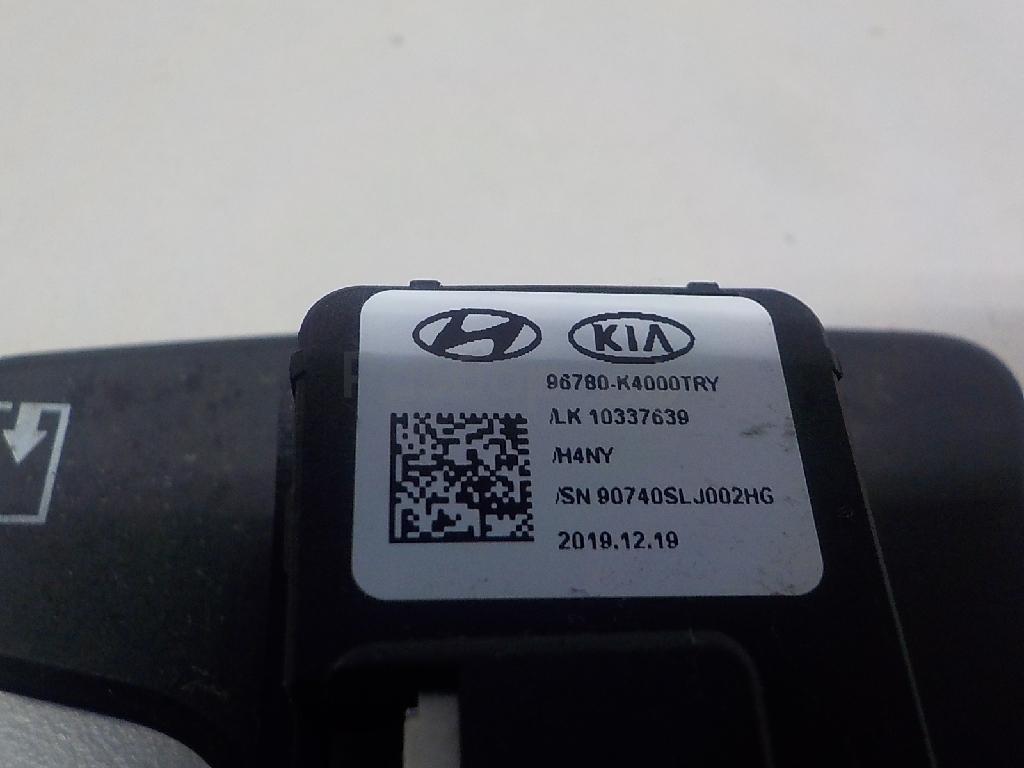 KIA
96780-K4000TRY
/LK 10337639
/H4NY
/SN 90740SLJ002HG
2019.12.19